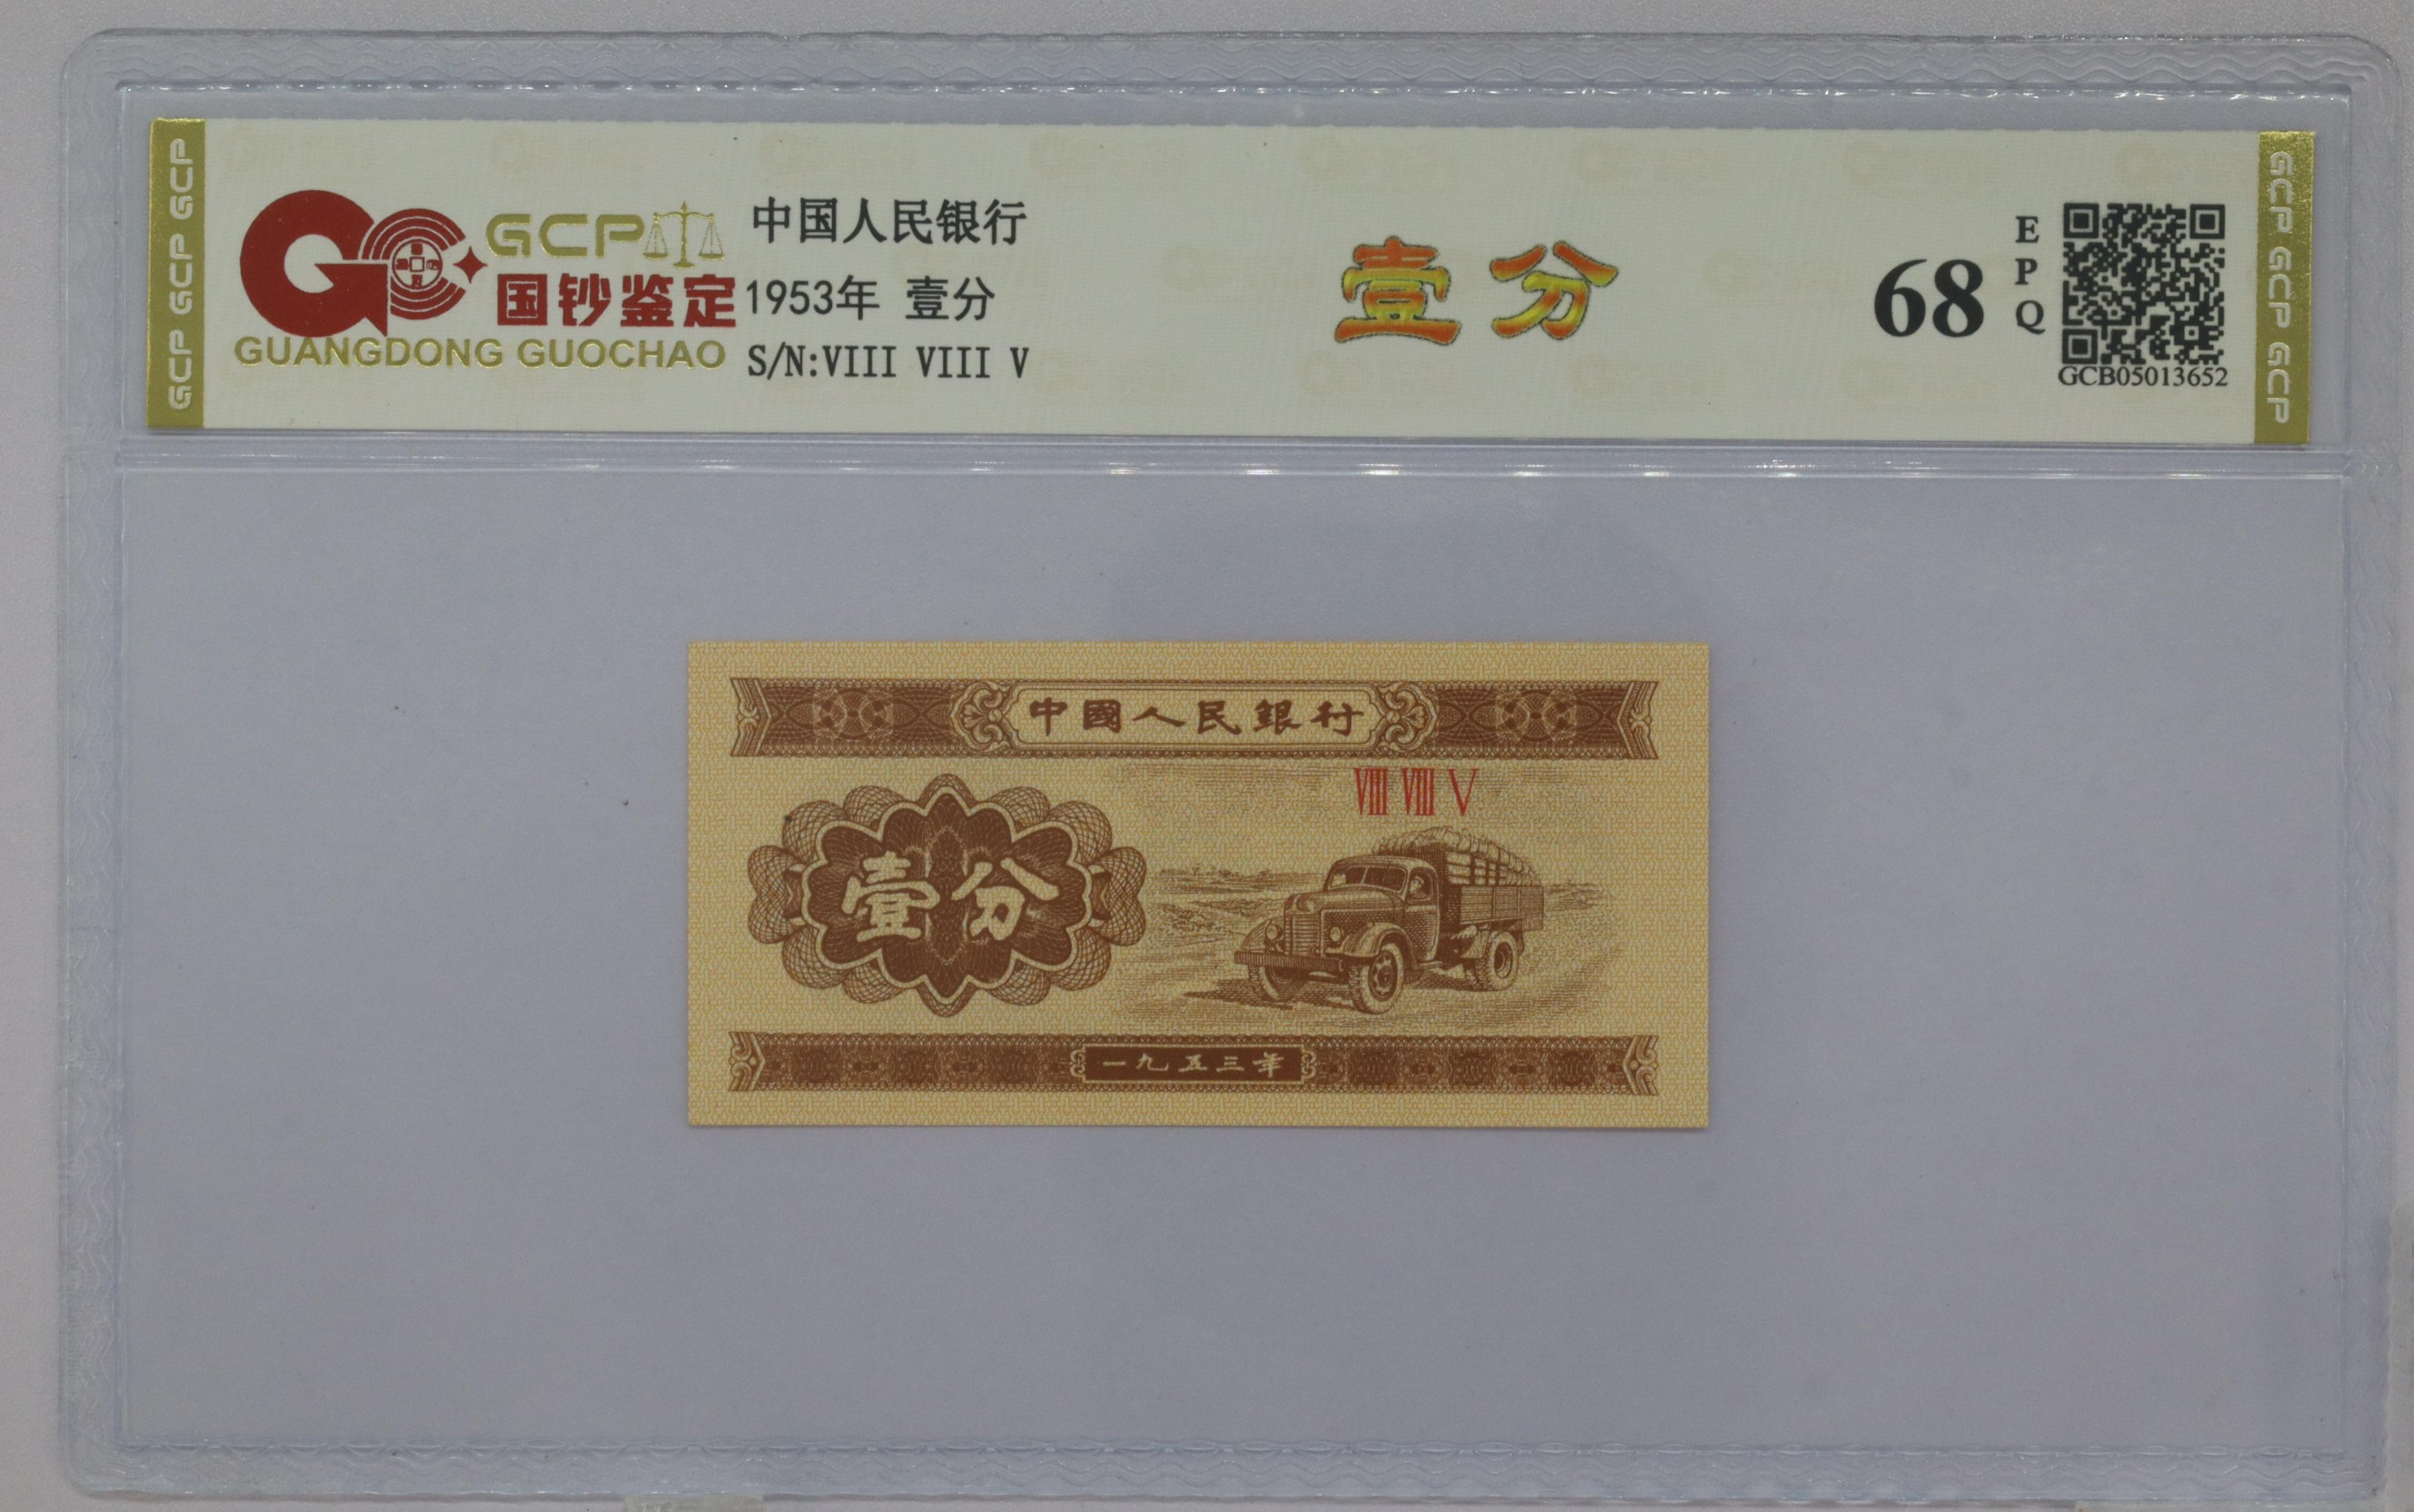 GCP GCP GCP
GCP
国钞鉴定
GUANGDONG GUOCHAO
中国人民银行
1953年 壹分
S/N:VIII VIII V
壹分
68
EPQ
GCB05013652
GCP GCP GCP
中國人民銀行
VIII VIII V
壹分
一九五三年